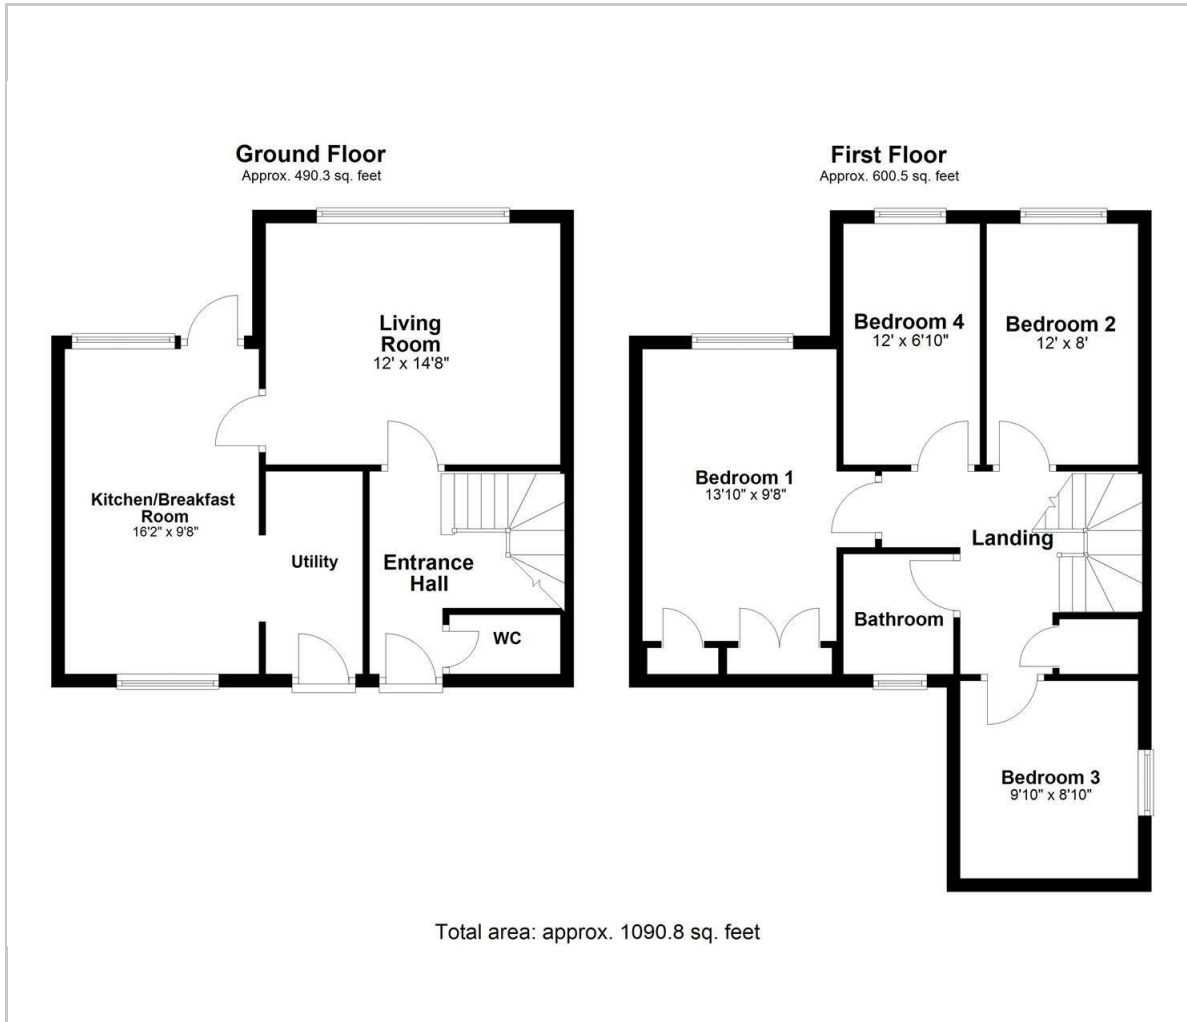 Ground Floor
Approx. 490.3 sq. feet
Living
Room
12' x 14'8"
Kitchen/Breakfast
Room
16'2" x 9'8"
Utility
Entrance
Hall
WC
First Floor
Approx. 600.5 sq. feet
Bedroom 4
12' x 6'10"
Bedroom 2
12' x 8'
Bedroom 1
13'10" x 9'8"
Landing
Bathroom
Bedroom 3
9'10" x 8'10"
Total area: approx. 1090.8 sq. feet